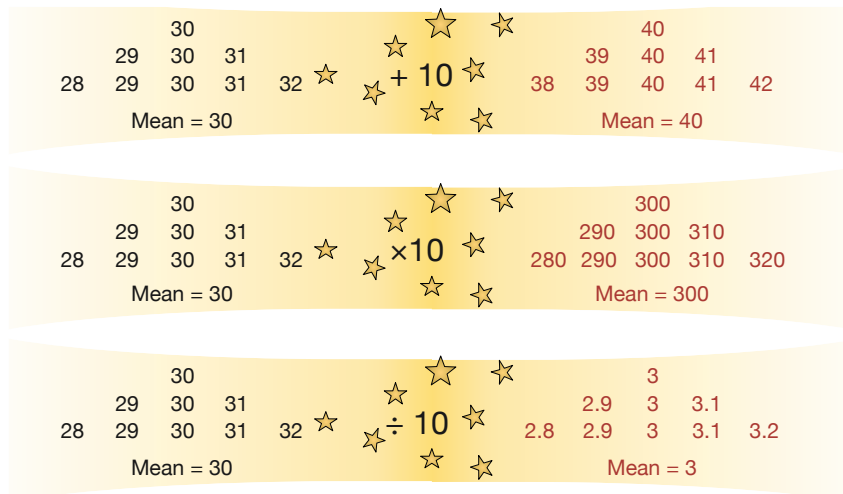 30 40
29 30 31 39 40 41
28 29 30 31 32 + 10 38 39 40 41 42
Mean = 30 Mean = 40
30 300
29 30 31 290 300 310
28 29 30 31 32 ×10 280 290 300 310 320
Mean = 30 Mean = 300
30 3
29 30 31 2.9 3 3.1
28 29 30 31 32 ÷ 10 2.8 2.9 3 3.1 3.2
Mean = 30 Mean = 3